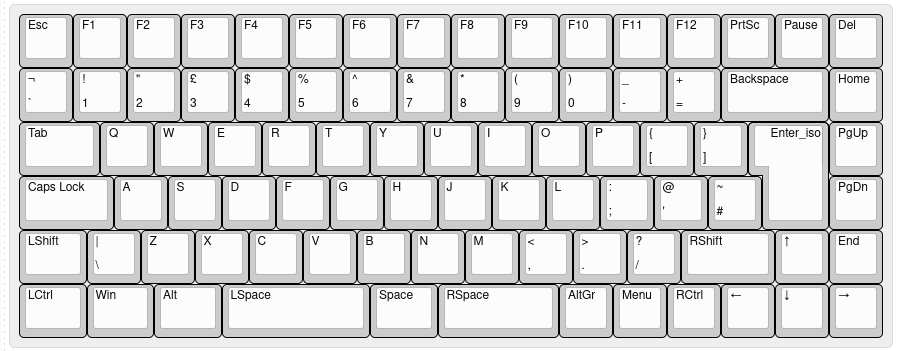 Esc F1 F2 F3 F4 F5 F6 F7 F8 F9 F10 F11 F12 PrtSc Pause Del
¬ ! " £ $ % ^ & * ( ) _ + Backspace Home
` 1 2 3 4 5 6 7 8 9 0 - =
Tab Q W E R T Y U I O P { } Enter_iso PgUp
[ ]
Caps Lock A S D F G H J K L : @ ~ PgDn
; ' #
LShift | Z X C V B N M < > ? RShift ↑ End
\ , . /
LCtrl Win Alt LSpace Space RSpace AltGr Menu RCtrl ← ↓ →